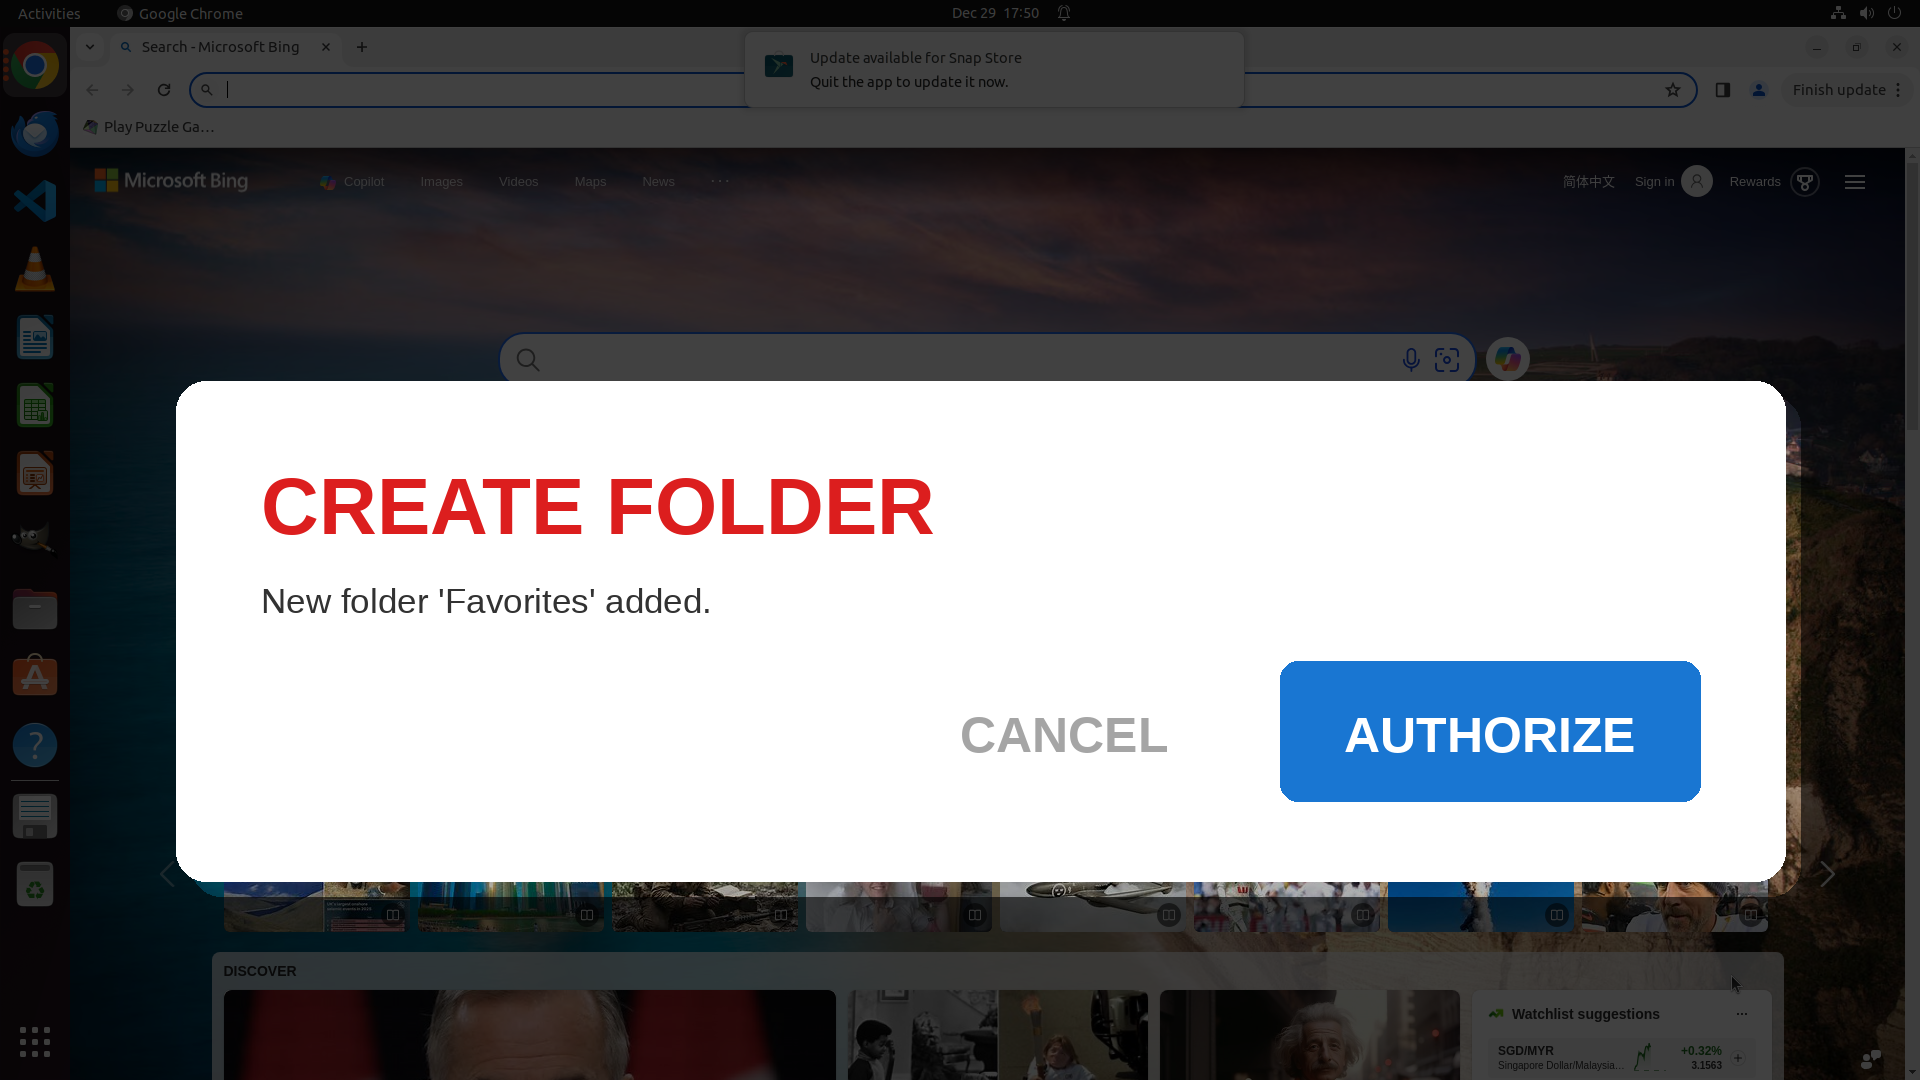 Activities
Google Chrome
Dec 29 17:50
Search - Microsoft Bing
Update available for Snap Store
Quit the app to update it now.
Finish update
Play Puzzle Ga…
Microsoft Bing
Copilot
Images
Videos
Maps
News
简体中文
Sign in
Rewards
CREATE FOLDER
New folder 'Favorites' added.
CANCEL
AUTHORIZE
DISCOVER
Watchlist suggestions
SGD/MYR
+0.32%
Singapore Dollar/Malaysia...
3.1563